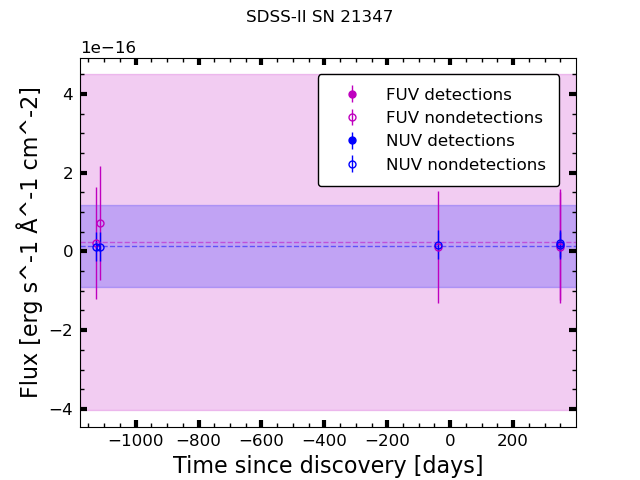 SDSS-II SN 21347
1e−16
FUV detections
FUV nondetections
NUV detections
NUV nondetections
4
2
0
−2
−4
Flux [erg s^-1 Å^-1 cm^-2]
−1000 −800 −600 −400 −200 0 200
Time since discovery [days]